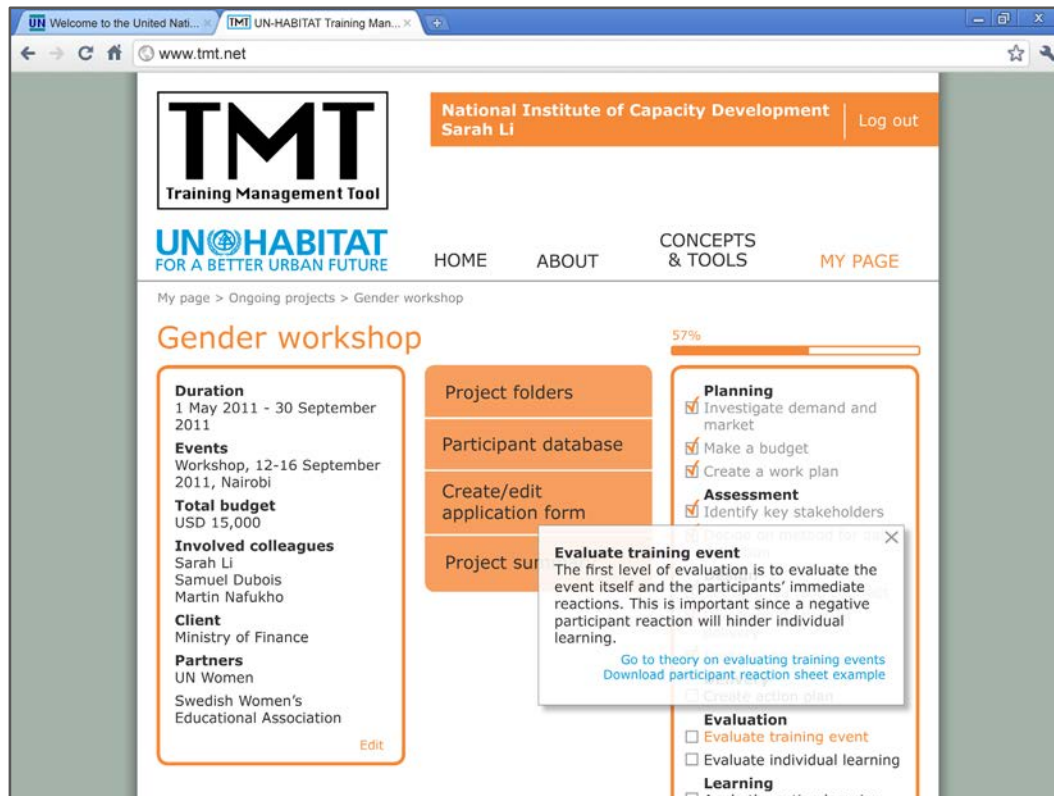 UN Welcome to the United Nati...
TMT UN-HABITAT Training Man...
www.tmt.net
TMT
Training Management Tool
National Institute of Capacity Development
Sarah Li
Log out
UN HABITAT
FOR A BETTER URBAN FUTURE
HOME
ABOUT
CONCEPTS
& TOOLS
MY PAGE
My page > Ongoing projects > Gender workshop
Gender workshop
57%
Duration
1 May 2011 - 30 September
2011
Events
Workshop, 12-16 September
2011, Nairobi
Total budget
USD 15,000
Involved colleagues
Sarah Li
Samuel Dubois
Martin Nafukho
Client
Ministry of Finance
Partners
UN Women
Swedish Women's
Educational Association
Edit
Project folders
Participant database
Create/edit
application form
Project
Planning
Investigate demand and
market
Make a budget
Create a work plan
Assessment
Identify key stakeholders
Evaluate training event
The first level of evaluation is to evaluate the
event itself and the participants' immediate
reactions. This is important since a negative
participant reaction will hinder individual
learning.
Go to theory on evaluating training events
Download participant reaction sheet example
Delivery
Create action plan
Evaluation
Evaluate training event
Evaluate individual learning
Learning